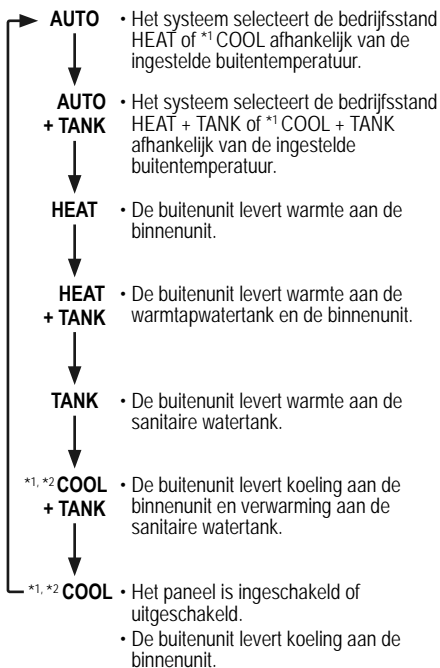 AUTO • Het systeem selecteert de bedrijfsstand
HEAT of *1 COOL afhankelijk van de
ingestelde buitentemperatuur.
AUTO • Het systeem selecteert de bedrijfsstand
+ TANK HEAT + TANK of *1 COOL + TANK
afhankelijk van de ingestelde
buitentemperatuur.
HEAT • De buitenunit levert warmte aan de
binnenunit.
HEAT • De buitenunit levert warmte aan de
+ TANK warmtapwatertank en de binnenunit.
TANK • De buitenunit levert warmte aan de
sanitaire watertank.
*1, *2 COOL • De buitenunit levert koeling aan de
+ TANK binnenunit en verwarming aan de
sanitaire watertank.
*1, *2 COOL • Het paneel is ingeschakeld of
uitgeschakeld.
• De buitenunit levert koeling aan de
binnenunit.